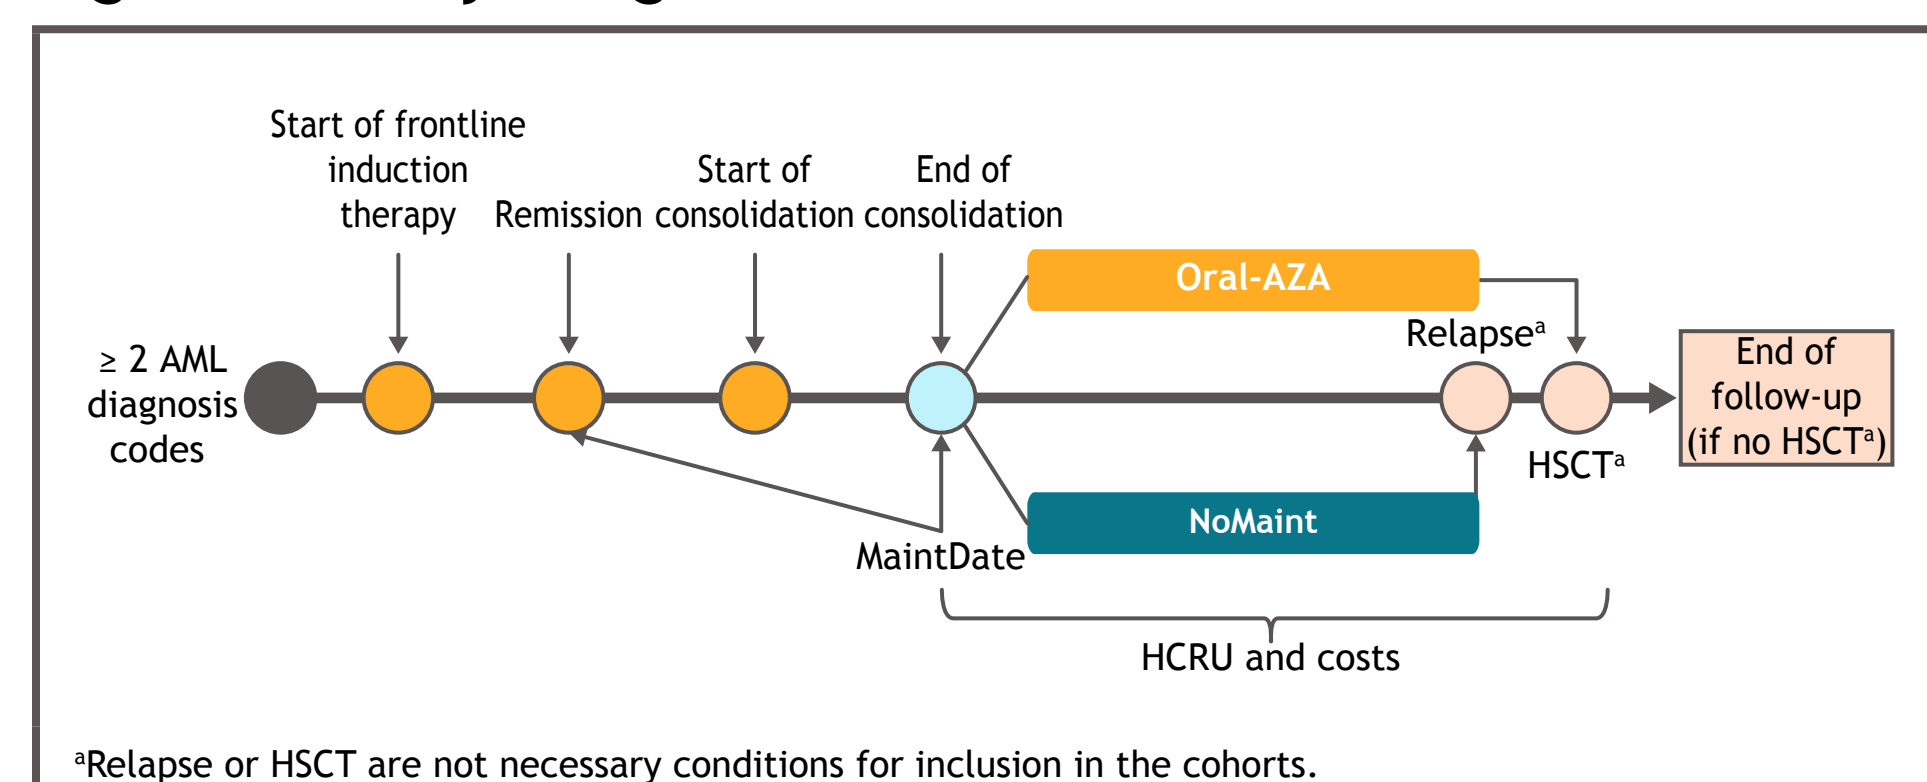 Start of frontline
induction
therapy
Remission
Start of
consolidation
End of
consolidation
Oral-AZA
Relapseᵃ
≥ 2 AML
diagnosis
codes
End of
follow-up
(if no HSCTᵃ)
HSCTᵃ
NoMaint
MaintDate
HCRU and costs
ᵃRelapse or HSCT are not necessary conditions for inclusion in the cohorts.